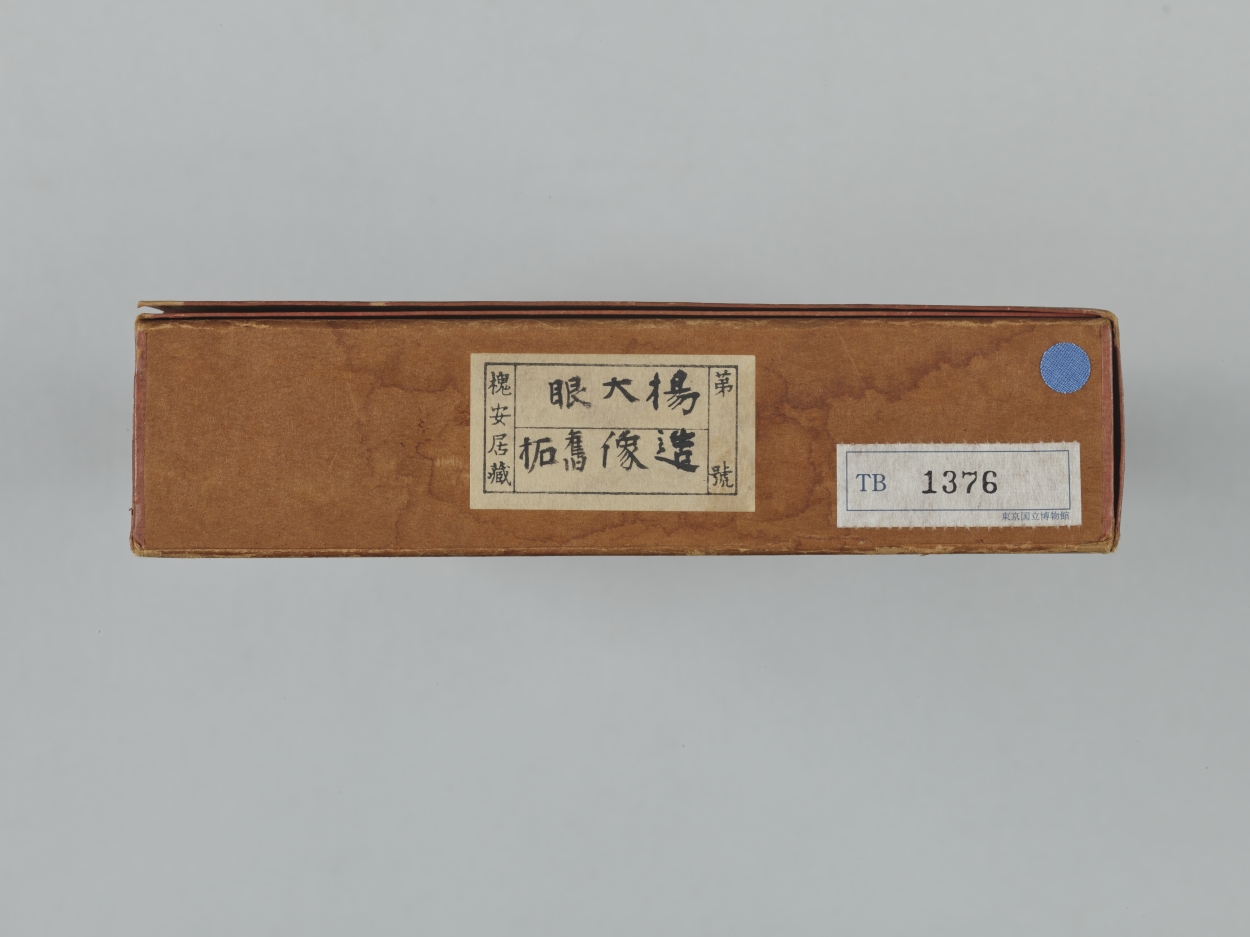 第 號
楊大眼
造像舊拓
槐安居藏
TB 1376
東京国立博物館